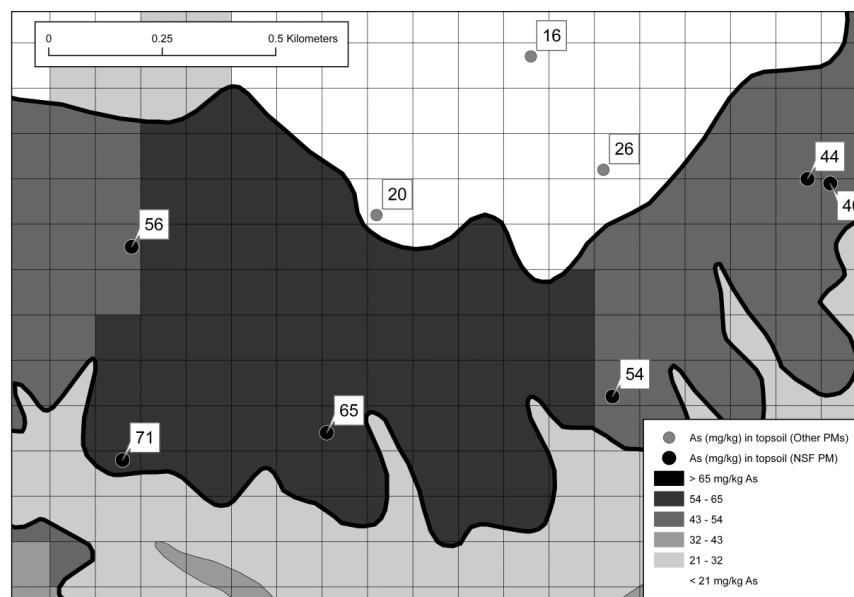 0 0.25 0.5 Kilometers
16
26
20
44
56
54
65
71
As (mg/kg) in topsoil (Other PMs)
As (mg/kg) in topsoil (NSF PM)
> 65 mg/kg As
54 - 65
43 - 54
32 - 43
21 - 32
< 21 mg/kg As